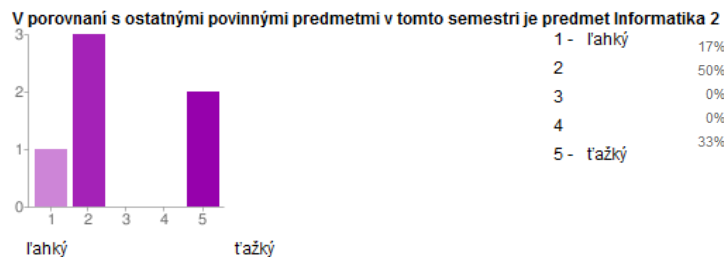 V porovnaní s ostatnými povinnými predmetmi v tomto semestri je predmet Informatika 2
3
2
1
0
1 2 3 4 5
ľahký ťažký
1 - ľahký 17%
2 50%
3 0%
4 0%
5 - ťažký 33%